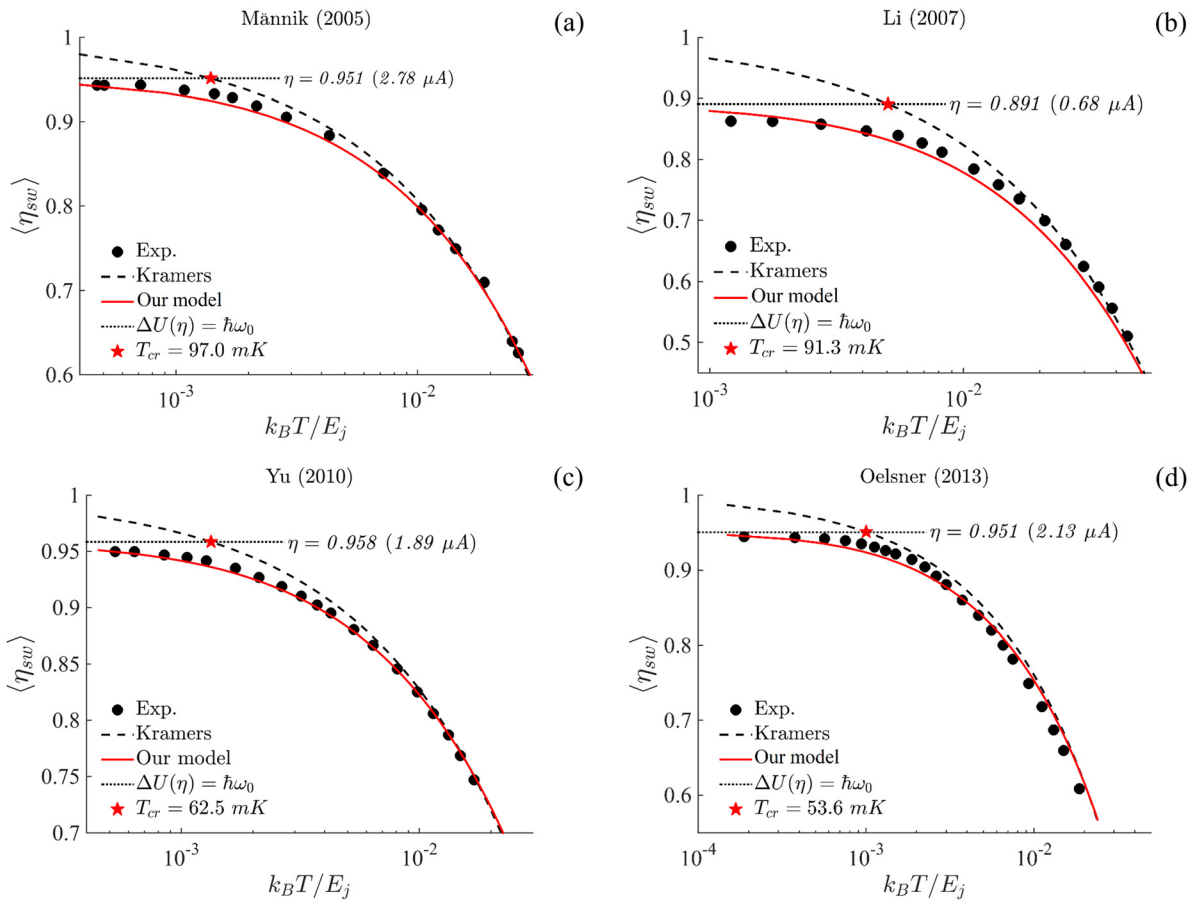 Männik (2005)
(a)
1
0.9
0.8
0.7
0.6
⟨η_sw⟩
η = 0.951 (2.78 μA)
Exp.
Kramers
Our model
ΔU(η) = ℏω₀
T_cr = 97.0 mK
10⁻³
10⁻²
k_BT/E_j
Li (2007)
(b)
1
0.9
0.8
0.7
0.6
0.5
⟨η_sw⟩
η = 0.891 (0.68 μA)
Exp.
Kramers
Our model
ΔU(η) = ℏω₀
T_cr = 91.3 mK
10⁻³
10⁻²
k_BT/E_j
Yu (2010)
(c)
1
0.95
0.9
0.85
0.8
0.75
0.7
⟨η_sw⟩
η = 0.958 (1.89 μA)
Exp.
Kramers
Our model
ΔU(η) = ℏω₀
T_cr = 62.5 mK
10⁻³
10⁻²
k_BT/E_j
Oelsner (2013)
(d)
1
0.9
0.8
0.7
0.6
⟨η_sw⟩
η = 0.951 (2.13 μA)
Exp.
Kramers
Our model
ΔU(η) = ℏω₀
T_cr = 53.6 mK
10⁻⁴
10⁻³
10⁻²
k_BT/E_j